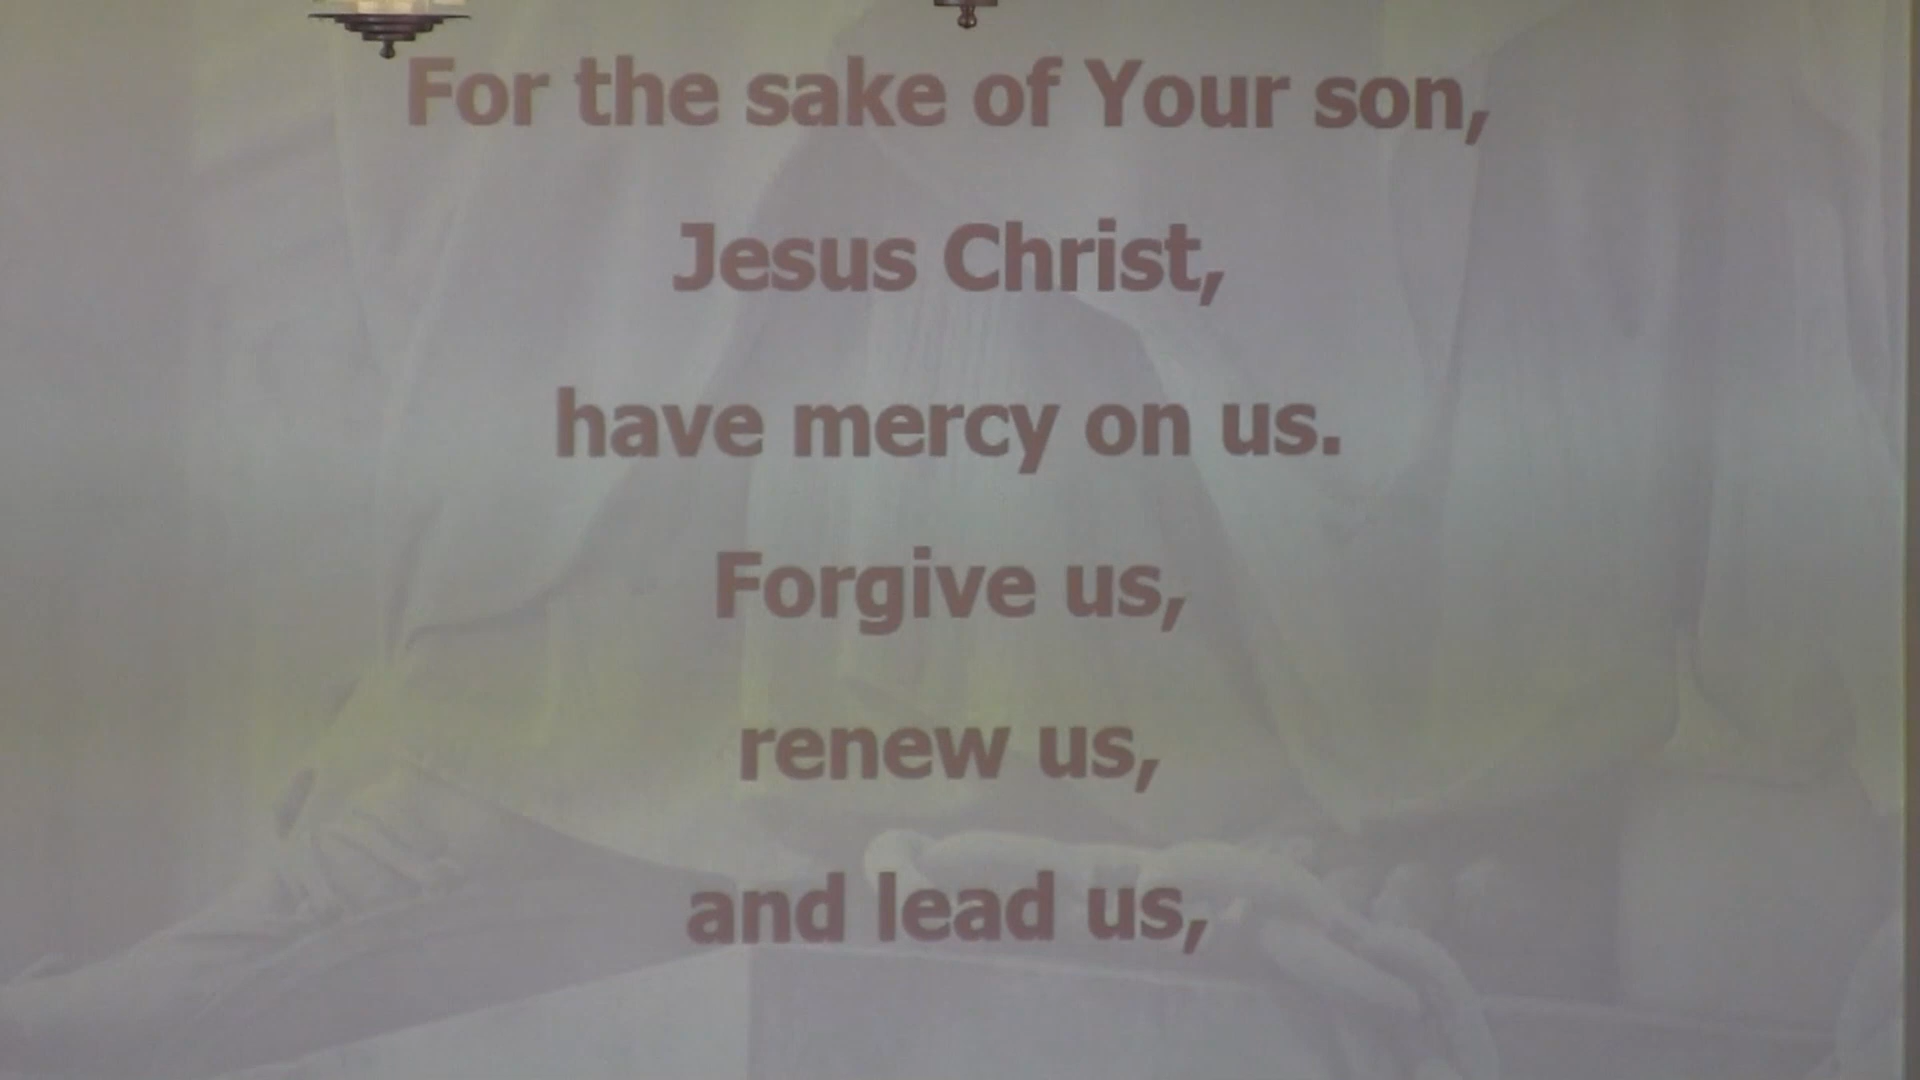 For the sake of Your son,
Jesus Christ,
have mercy on us.
Forgive us,
renew us,
and lead us,